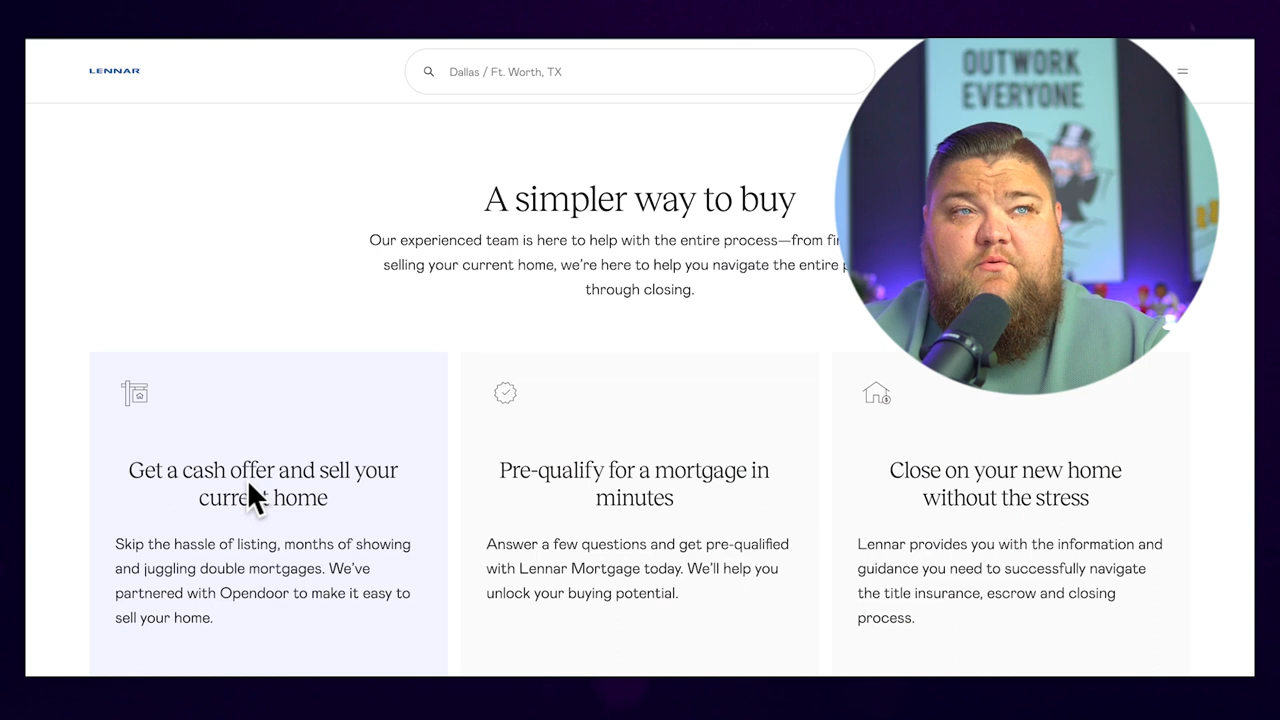 LENNAR
Dallas / Ft. Worth, TX
OUTWORK
EVERYONE
A simpler way to buy
Our experienced team is here to help with the entire process—from
selling your current home, we're here to help you navigate the entire
through closing.
Get a cash offer and sell your
current home
Skip the hassle of listing, months of showing
and juggling double mortgages. We've
partnered with Opendoor to make it easy to
sell your home.
Pre-qualify for a mortgage in
minutes
Answer a few questions and get pre-qualified
with Lennar Mortgage today. We'll help you
unlock your buying potential.
Close on your new home
without the stress
Lennar provides you with the information and
guidance you need to successfully navigate
the title insurance, escrow and closing
process.